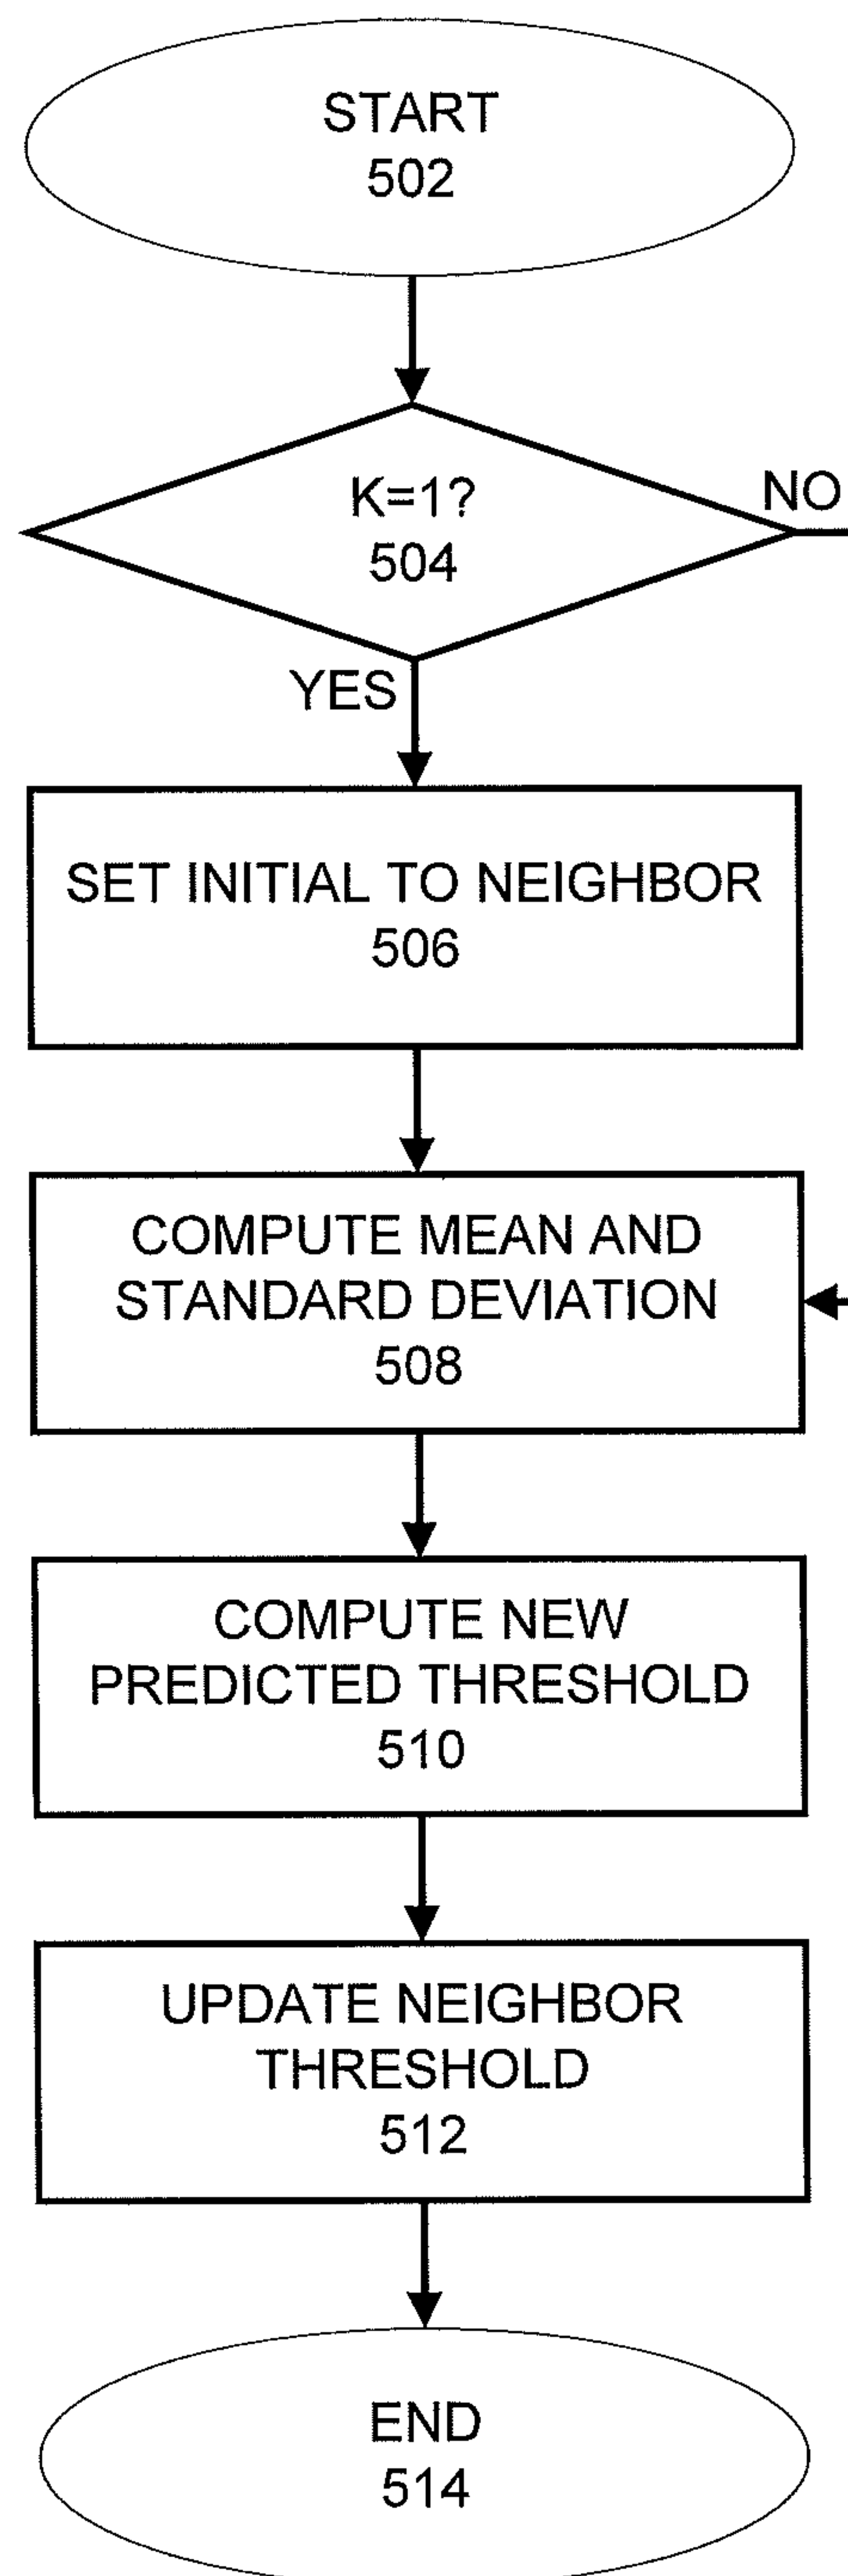 START
502
K=1?
504
NO
YES
SET INITIAL TO NEIGHBOR
506
COMPUTE MEAN AND
STANDARD DEVIATION
508
COMPUTE NEW
PREDICTED THRESHOLD
510
UPDATE NEIGHBOR
THRESHOLD
512
END
514